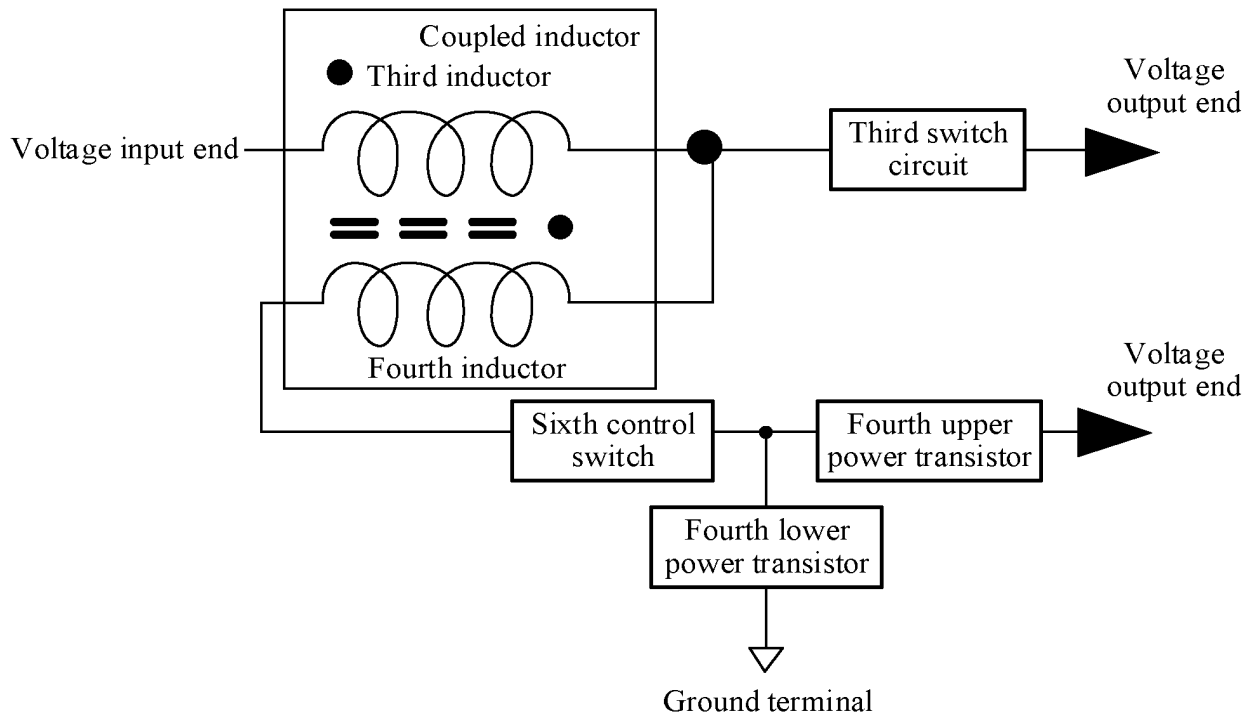 Coupled inductor
Third inductor
Voltage input end
Third switch
circuit
Voltage
output end
Fourth inductor
Voltage
output end
Sixth control
switch
Fourth upper
power transistor
Fourth lower
power transistor
Ground terminal